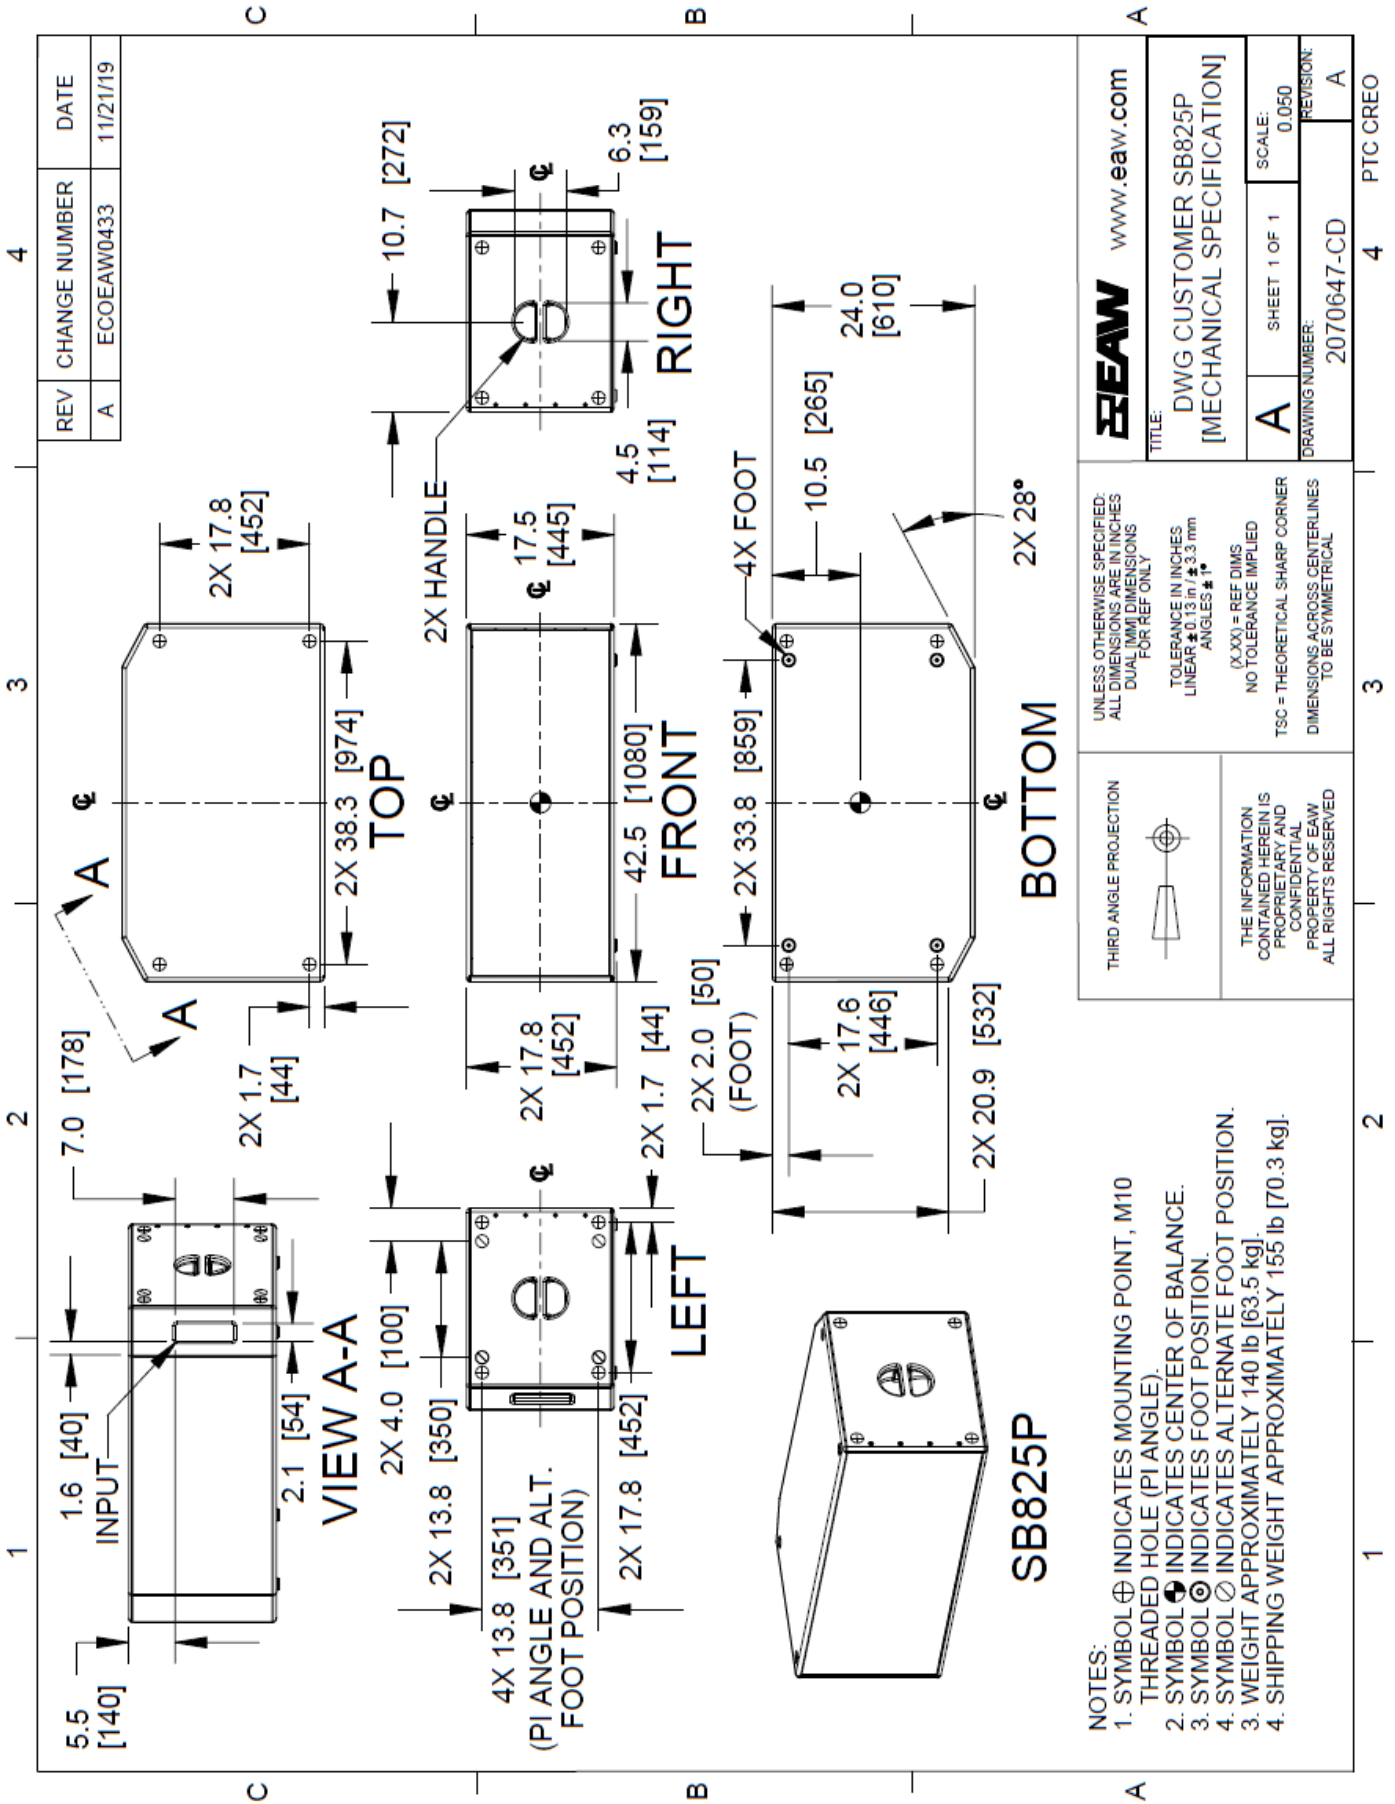 1
2
3
4
C
B
A
REV CHANGE NUMBER DATE
A ECOEAW0433 11/21/19
5.5
[140]
1.6 [40]
INPUT
7.0 [178]
2.1 [54]
VIEW A-A
A
A
℄
2X 1.7
[44]
2X 38.3 [974]
TOP
2X 17.8
[452]
10.7 [272]
2X HANDLE
℄
6.3
[159]
4.5
[114]
RIGHT
2X 4.0 [100]
2X 13.8 [350]
4X 13.8 [351]
(PI ANGLE AND ALT.
FOOT POSITION)
2X 17.8 [452]
℄
2X 1.7 [44]
LEFT
2X 17.8
[452]
℄
℄
17.5
[445]
42.5 [1080]
FRONT
2X 2.0 [50]
(FOOT)
2X 17.6
[446]
2X 20.9 [532]
2X 33.8 [859]
4X FOOT
10.5 [265]
24.0
[610]
2X 28°
℄
BOTTOM
SB825P
NOTES:
1. SYMBOL ⊕ INDICATES MOUNTING POINT, M10
THREADED HOLE (PI ANGLE).
2. SYMBOL INDICATES CENTER OF BALANCE.
3. SYMBOL ⊙ INDICATES FOOT POSITION.
4. SYMBOL ⊘ INDICATES ALTERNATE FOOT POSITION.
3. WEIGHT APPROXIMATELY 140 lb [63.5 kg].
4. SHIPPING WEIGHT APPROXIMATELY 155 lb [70.3 kg].
THIRD ANGLE PROJECTION
THE INFORMATION
CONTAINED HEREIN IS
PROPRIETARY AND
CONFIDENTIAL
PROPERTY OF EAW
ALL RIGHTS RESERVED
UNLESS OTHERWISE SPECIFIED:
ALL DIMENSIONS ARE IN INCHES
DUAL [MM] DIMENSIONS
FOR REF ONLY
TOLERANCE IN INCHES
LINEAR ± 0.13 in / ± 3.3 mm
ANGLES ± 1°
(X.XX) = REF DIMS
NO TOLERANCE IMPLIED
TSC = THEORETICAL SHARP CORNER
DIMENSIONS ACROSS CENTERLINES
TO BE SYMMETRICAL
EAW www.eaw.com
TITLE:
DWG CUSTOMER SB825P
[MECHANICAL SPECIFICATION]
A
SHEET 1 OF 1
SCALE:
0.050
DRAWING NUMBER:
2070647-CD
REVISION:
A
C
B
A
1
2
3
4
PTC CREO